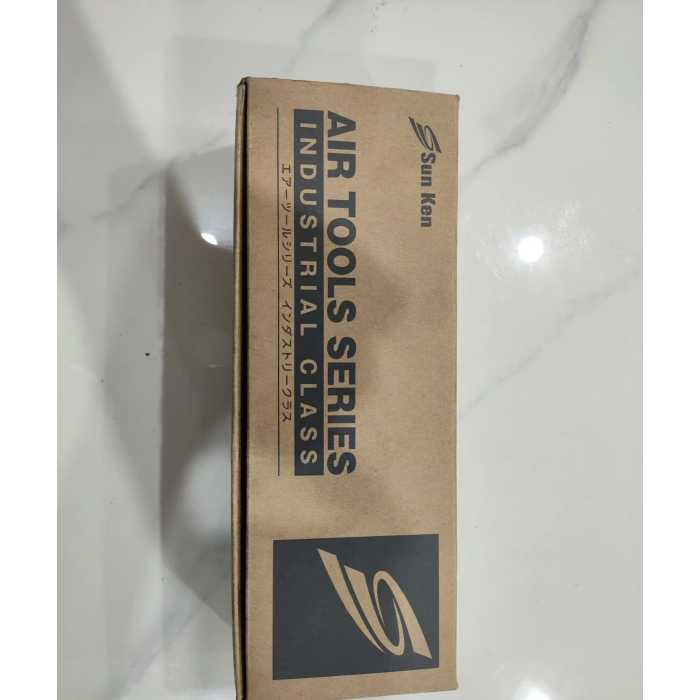 Sun Ken
AIR TOOLS SERIES
INDUSTRIAL CLASS
エアーツールシリーズ インダストリークラス